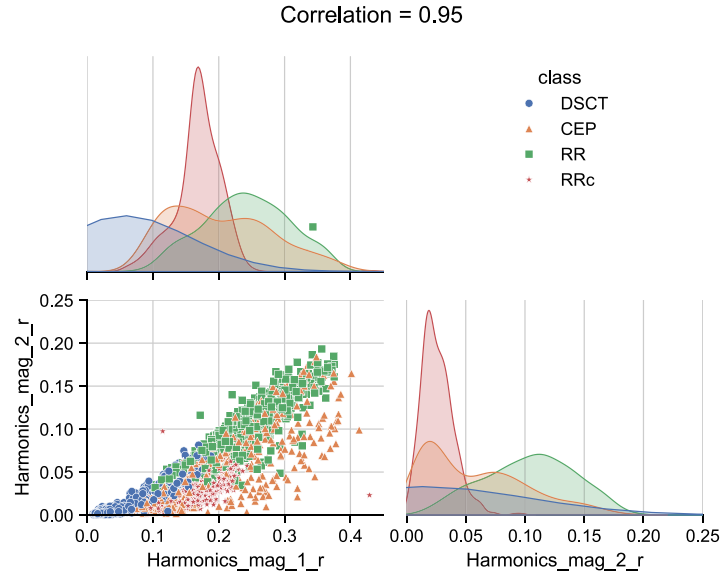 Correlation = 0.95
class
DSCT
CEP
RR
RRc
0.25
0.20
0.15
0.10
0.05
0.00
Harmonics_mag_2_r
0.0 0.1 0.2 0.3 0.4
Harmonics_mag_1_r
0.00 0.05 0.10 0.15 0.20 0.25
Harmonics_mag_2_r